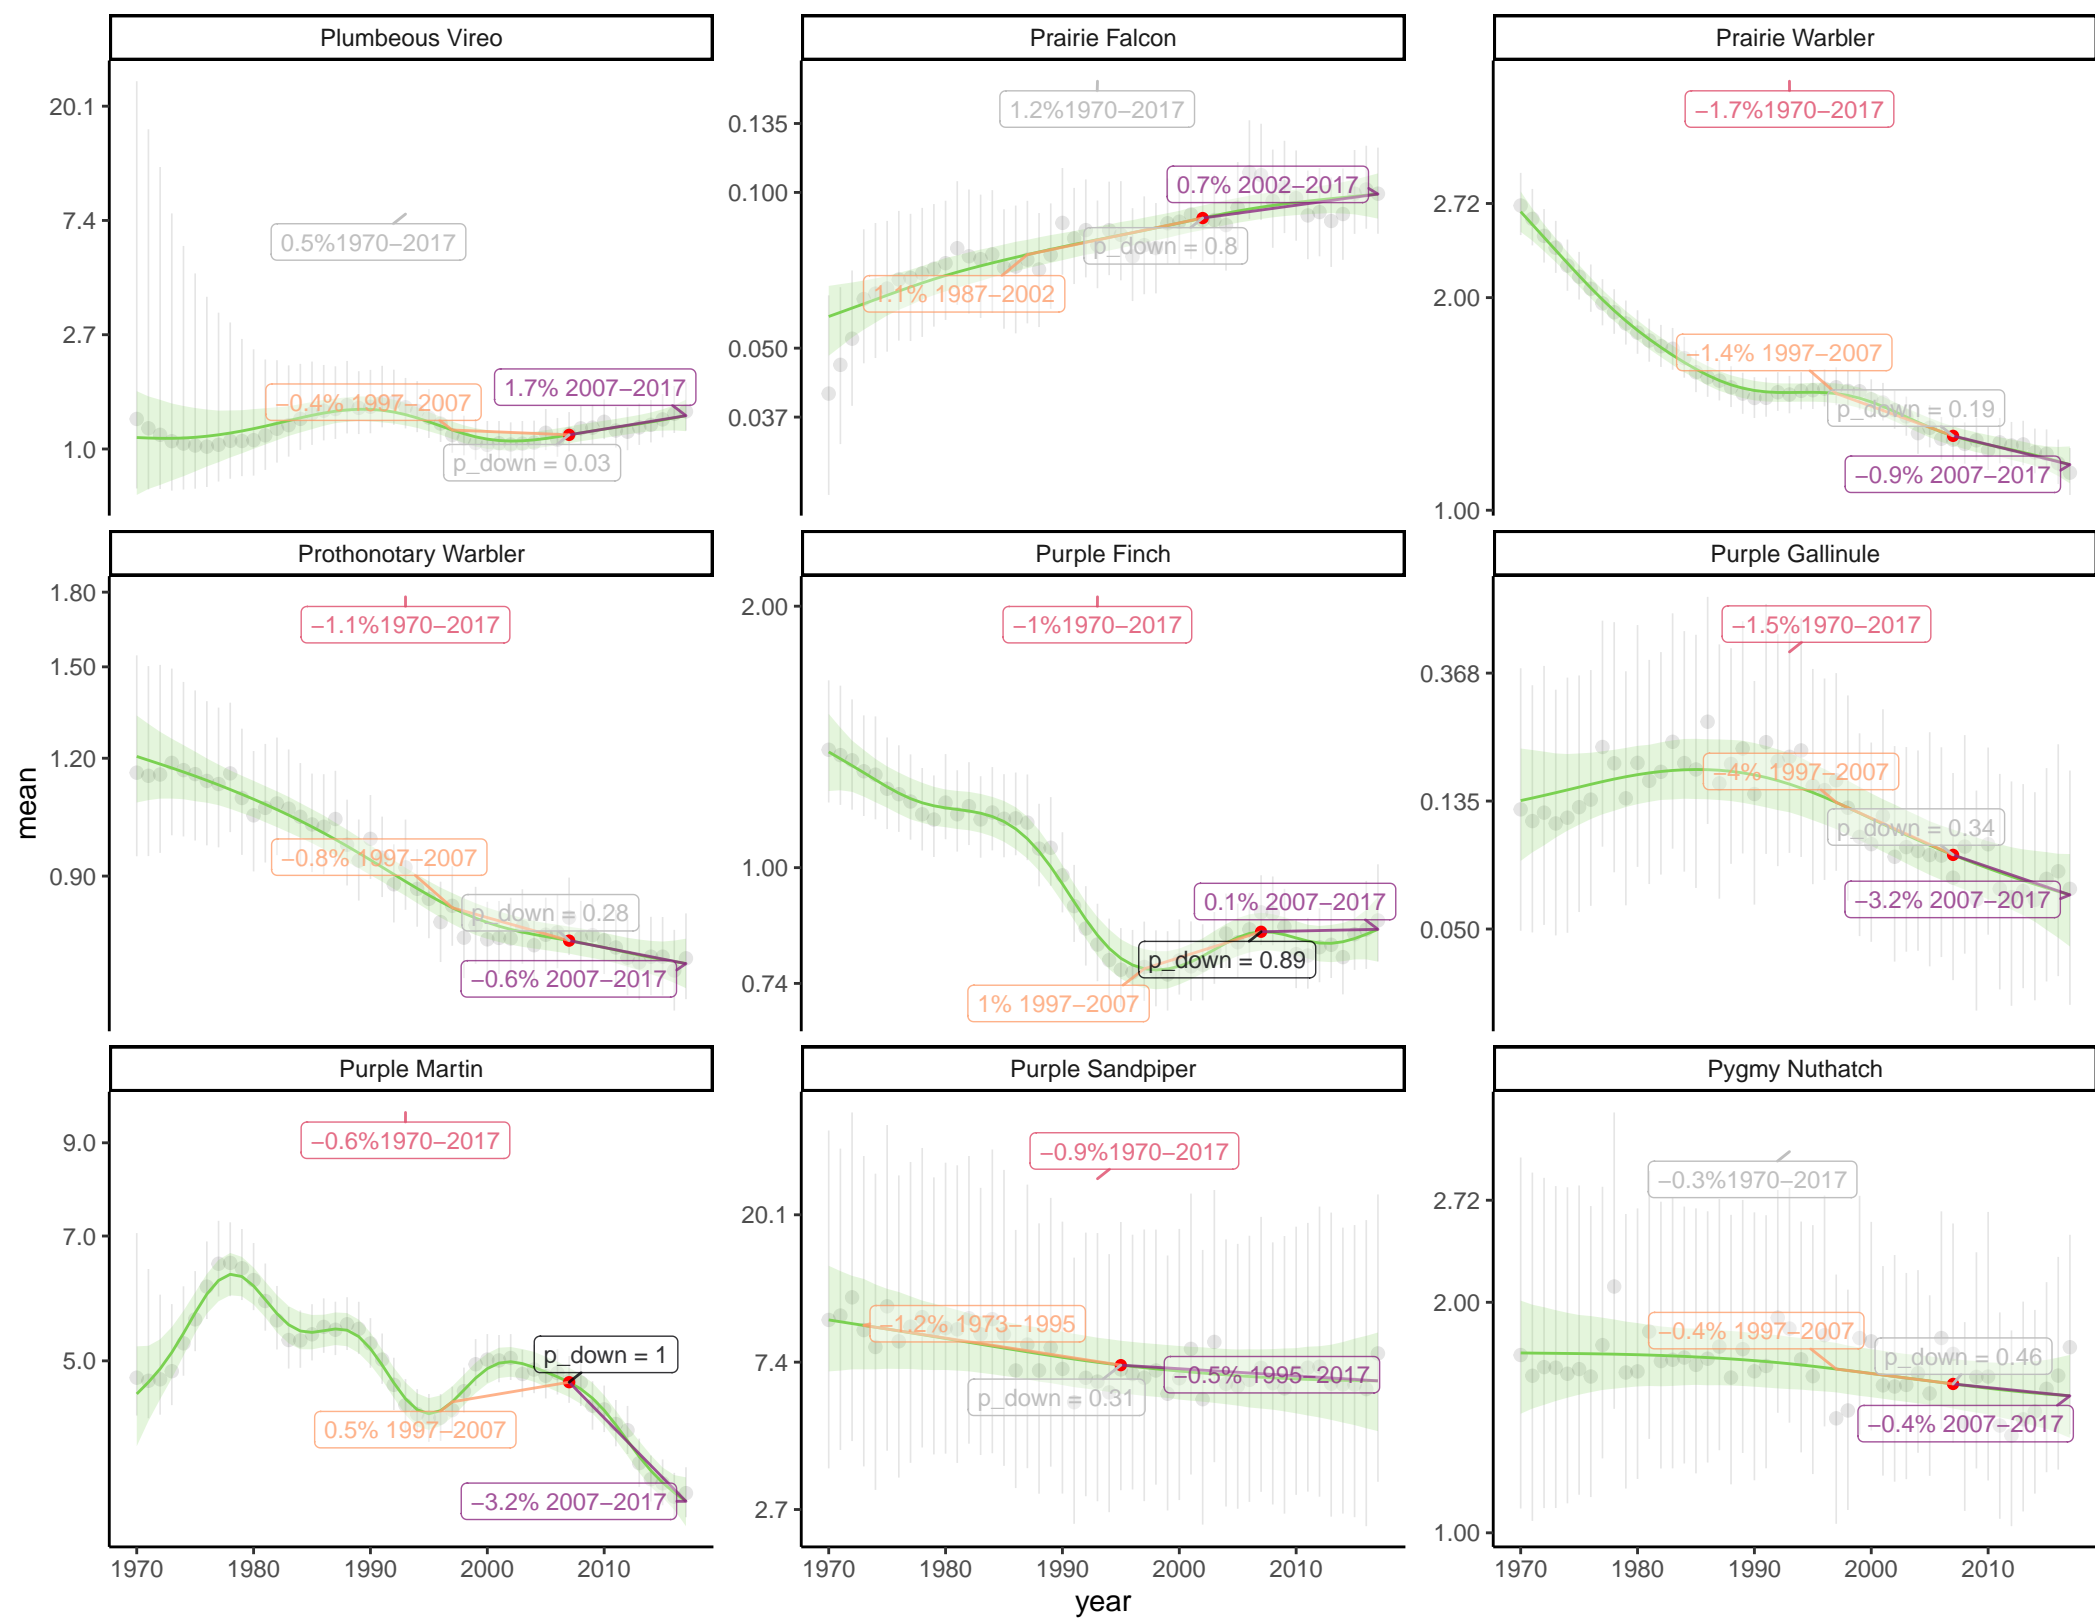 Plumbeous Vireo
Prairie Falcon
Prairie Warbler
20.1
7.4
2.7
1.0
0.5%1970−2017
−0.4% 1997−2007
1.7% 2007−2017
p_down = 0.03
0.135
0.100
0.050
0.037
1.2%1970−2017
0.7% 2002−2017
p_down = 0.8
1.1% 1987−2002
2.72
2.00
1.00
−1.7%1970−2017
−1.4% 1997−2007
p_down = 0.19
−0.9% 2007−2017
Prothonotary Warbler
Purple Finch
Purple Gallinule
mean
1.80
1.50
1.20
0.90
−1.1%1970−2017
−0.8% 1997−2007
p_down = 0.28
−0.6% 2007−2017
2.00
1.00
0.74
−1%1970−2017
0.1% 2007−2017
p_down = 0.89
1% 1997−2007
0.368
0.135
0.050
−1.5%1970−2017
−4% 1997−2007
p_down = 0.34
−3.2% 2007−2017
Purple Martin
Purple Sandpiper
Pygmy Nuthatch
9.0
7.0
5.0
−0.6%1970−2017
p_down = 1
0.5% 1997−2007
−3.2% 2007−2017
20.1
7.4
2.7
−0.9%1970−2017
−1.2% 1973−1995
−0.5% 1995−2017
p_down = 0.31
2.72
2.00
1.00
−0.3%1970−2017
−0.4% 1997−2007
p_down = 0.46
−0.4% 2007−2017
1970 1980 1990 2000 2010
1970 1980 1990 2000 2010
1970 1980 1990 2000 2010
year